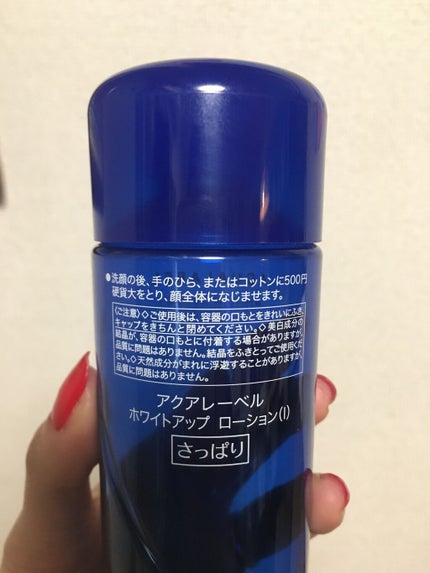 ●洗顔の後、手のひら、またはコットンに500円
硬貨大をとり、顔全体になじませます。
〈ご注意〉◇ご使用後は、容器の口もとをきれいにふき、
キャップをきちんと閉めてください。◇美白成分の
結晶が、容器の口もとに付着する場合がありますが、
品質に問題はありません。結晶をふきとってご使用くだ
さい。◇天然成分がまれに浮遊することがありますが、
品質に問題はありません。
アクアレーベル
ホワイトアップ ローション(I)
さっぱり